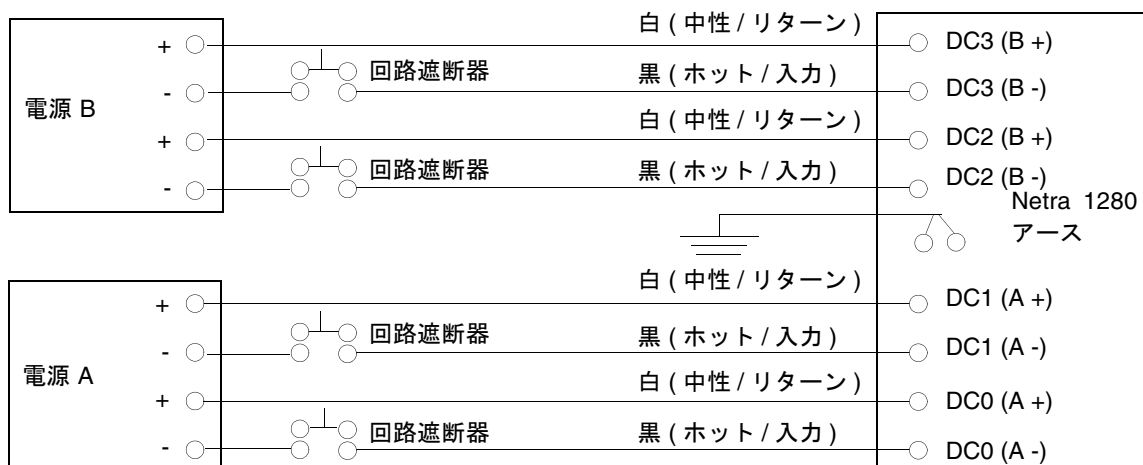 白 ( 中性 / リターン )
+ DC3 (B +)
回路遮断器 黒 ( ホット / 入力 )
- DC3 (B -)
電源 B
白 ( 中性 / リターン )
+ DC2 (B +)
回路遮断器 黒 ( ホット / 入力 )
- DC2 (B -)
Netra 1280
アース
白 ( 中性 / リターン )
+ DC1 (A +)
回路遮断器 黒 ( ホット / 入力 )
- DC1 (A -)
電源 A
白 ( 中性 / リターン )
+ DC0 (A +)
回路遮断器 黒 ( ホット / 入力 )
- DC0 (A -)